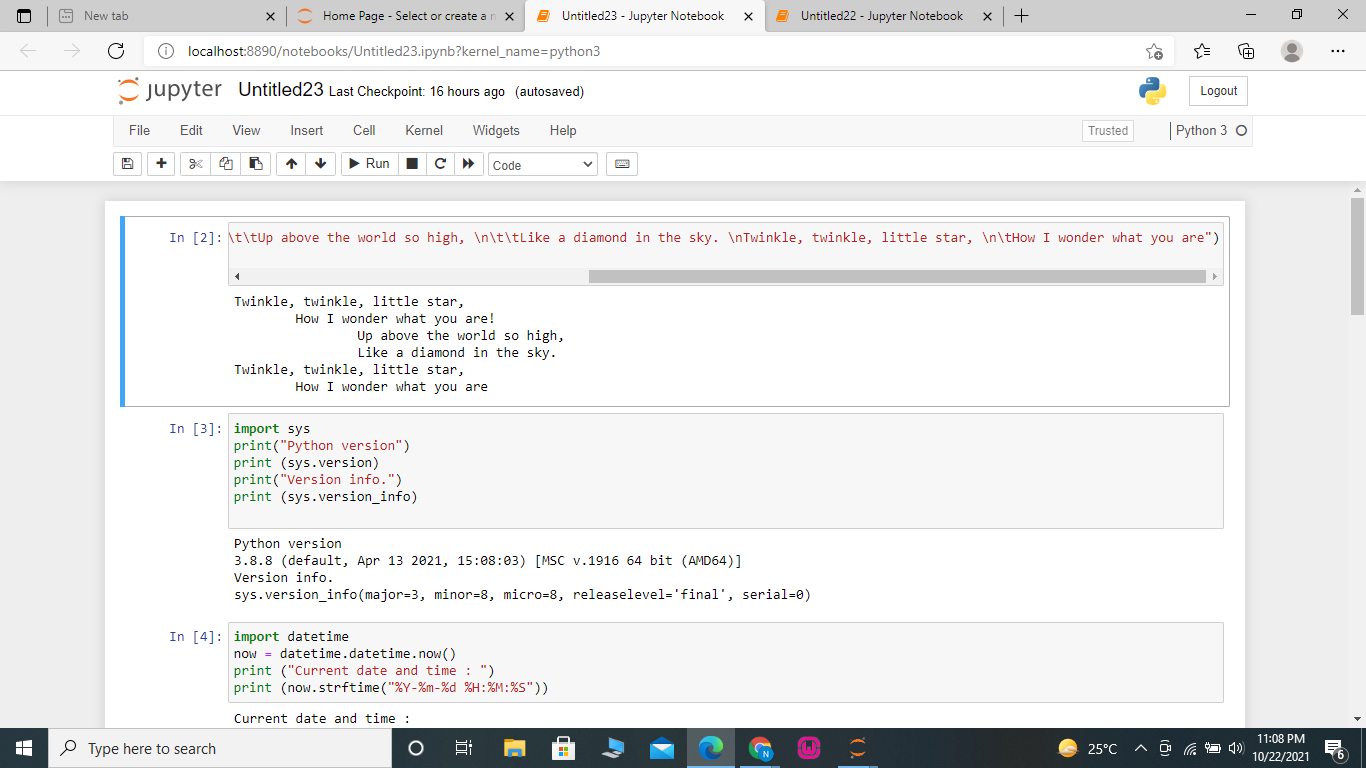 New tab
Home Page - Select or create a n
Untitled23 - Jupyter Notebook
Untitled22 - Jupyter Notebook
localhost:8890/notebooks/Untitled23.ipynb?kernel_name=python3
jupyter Untitled23 Last Checkpoint: 16 hours ago (autosaved)
Logout
File Edit View Insert Cell Kernel Widgets Help
Trusted
Python 3
Run
Code
In [2]: \t\tUp above the world so high, \n\t\tLike a diamond in the sky. \nTwinkle, twinkle, little star, \n\tHow I wonder what you are")
Twinkle, twinkle, little star,
        How I wonder what you are!
                Up above the world so high,
                Like a diamond in the sky.
Twinkle, twinkle, little star,
        How I wonder what you are
In [3]: import sys
print("Python version")
print (sys.version)
print("Version info.")
print (sys.version_info)
Python version
3.8.8 (default, Apr 13 2021, 15:08:03) [MSC v.1916 64 bit (AMD64)]
Version info.
sys.version_info(major=3, minor=8, micro=8, releaselevel='final', serial=0)
In [4]: import datetime
now = datetime.datetime.now()
print ("Current date and time : ")
print (now.strftime("%Y-%m-%d %H:%M:%S"))
Current date and time :
Type here to search
N
25°C
11:08 PM
10/22/2021
6